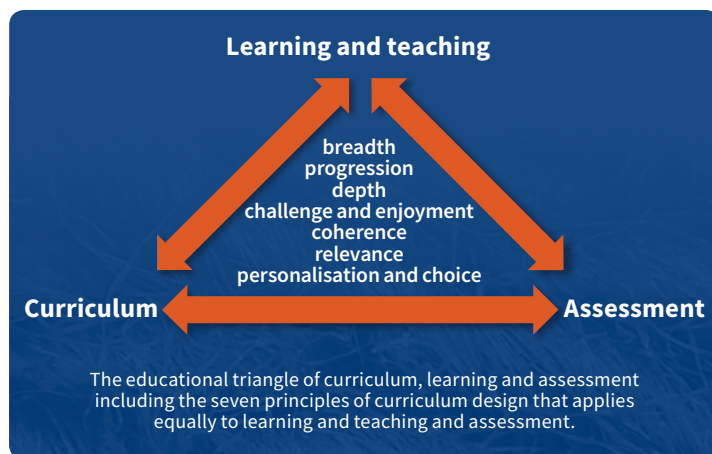 Learning and teaching
breadth
progression
depth
challenge and enjoyment
coherence
relevance
personalisation and choice
Curriculum
Assessment
The educational triangle of curriculum, learning and assessment
including the seven principles of curriculum design that applies
equally to learning and teaching and assessment.